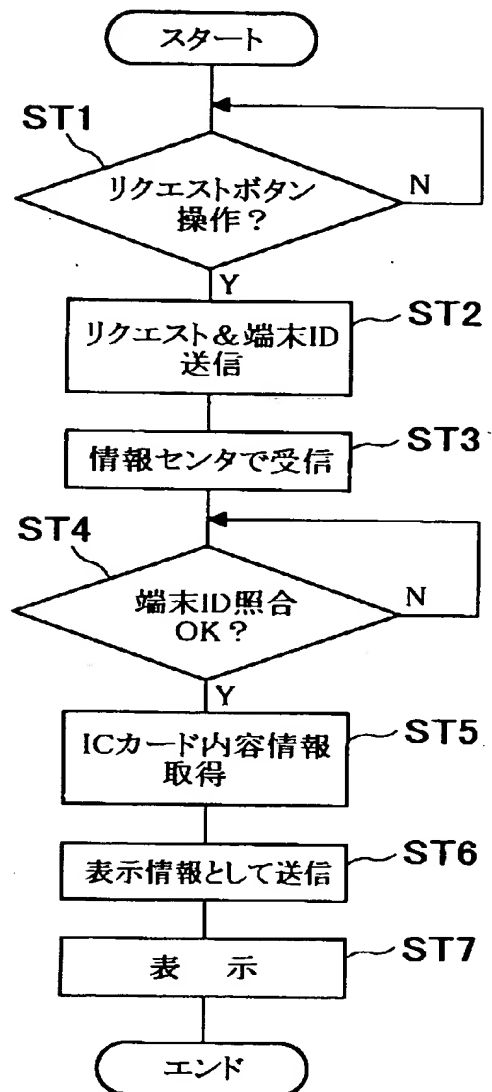 スタート
ST1
リクエストボタン
操作？
N
Y
リクエスト＆端末ID
送信
ST2
情報センタで受信
ST3
ST4
端末ID照合
OK？
N
Y
ICカード内容情報
取得
ST5
表示情報として送信
ST6
表　示
ST7
エンド